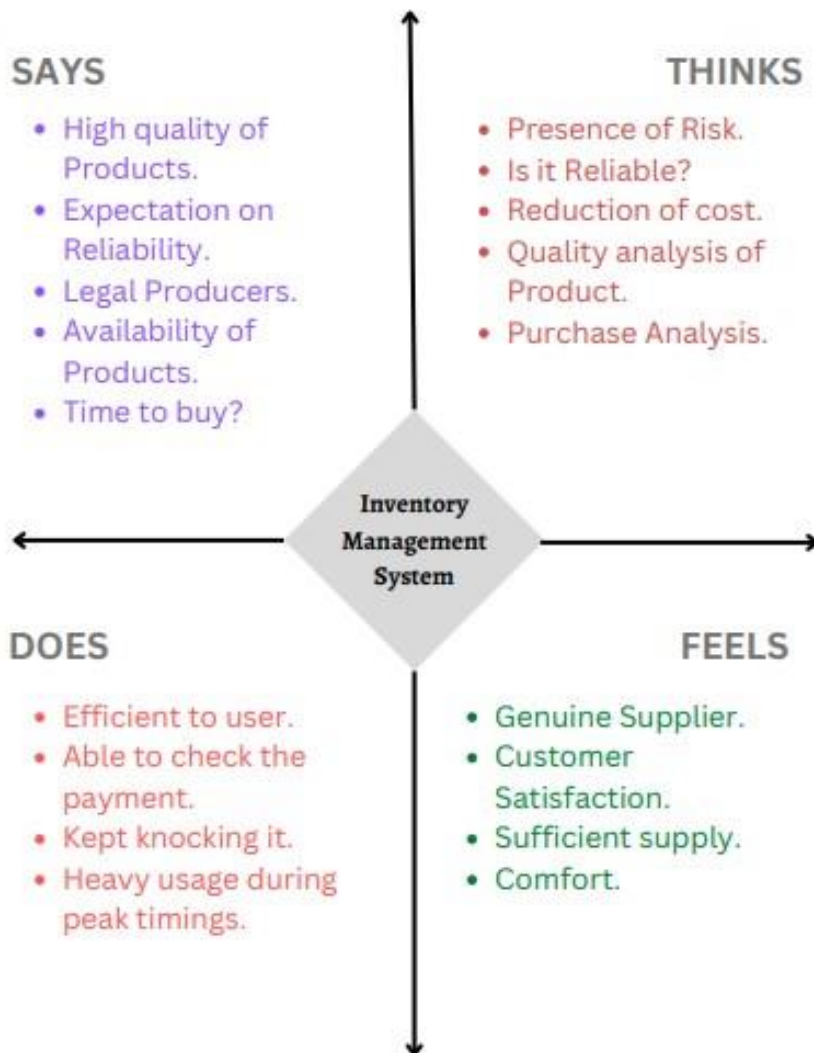 SAYS
• High quality of
Products.
• Expectation on
Reliability.
• Legal Producers.
• Availability of
Products.
• Time to buy?
THINKS
• Presence of Risk.
• Is it Reliable?
• Reduction of cost.
• Quality analysis of
Product.
• Purchase Analysis.
Inventory
Management
System
DOES
• Efficient to user.
• Able to check the
payment.
• Kept knocking it.
• Heavy usage during
peak timings.
FEELS
• Genuine Supplier.
• Customer
Satisfaction.
• Sufficient supply.
• Comfort.